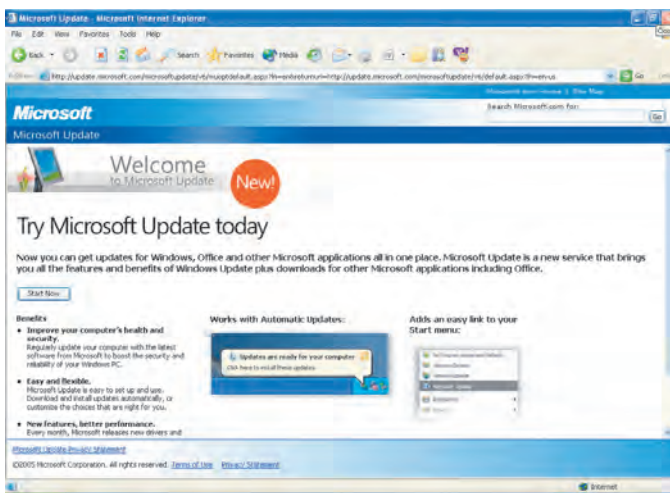 Microsoft Update - Microsoft Internet Explorer
File Edit View Favorites Tools Help
Back Search Favorites Media
Go
Site Map
Microsoft
Search Microsoft.com for:
Go
Microsoft Update
Welcome
to Microsoft Update
New!
Try Microsoft Update today
Now you can get updates for Windows, Office and other Microsoft applications all in one place. Microsoft Update is a new service that brings
you all the features and benefits of Windows Update plus downloads for other Microsoft applications including Office.
Start Now
Benefits
• Improve your computer's health and
security.
Regularly update your computer with the latest
software from Microsoft to boost the security and
reliability of your Windows PC.
• Easy and flexible.
Microsoft Update is easy to set up and use.
Download and install updates automatically, or
customize the choices that are right for you.
• New features, better performance.
Every month, Microsoft releases new drivers and
Works with Automatic Updates:
Updates are ready for your computer
Click here to install these updates.
Adds an easy link to your
Start menu:
Microsoft Update
Microsoft Update Privacy Statement
©2005 Microsoft Corporation. All rights reserved. Terms of Use Privacy Statement
Internet